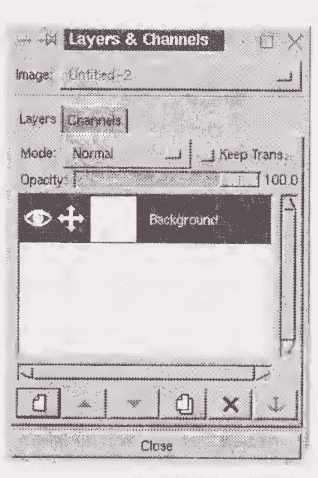 Layers & Channels
Image: Untitled-2
Layers Channels
Mode: Normal Keep Trans.
Opacity: 100.0
Background
Close